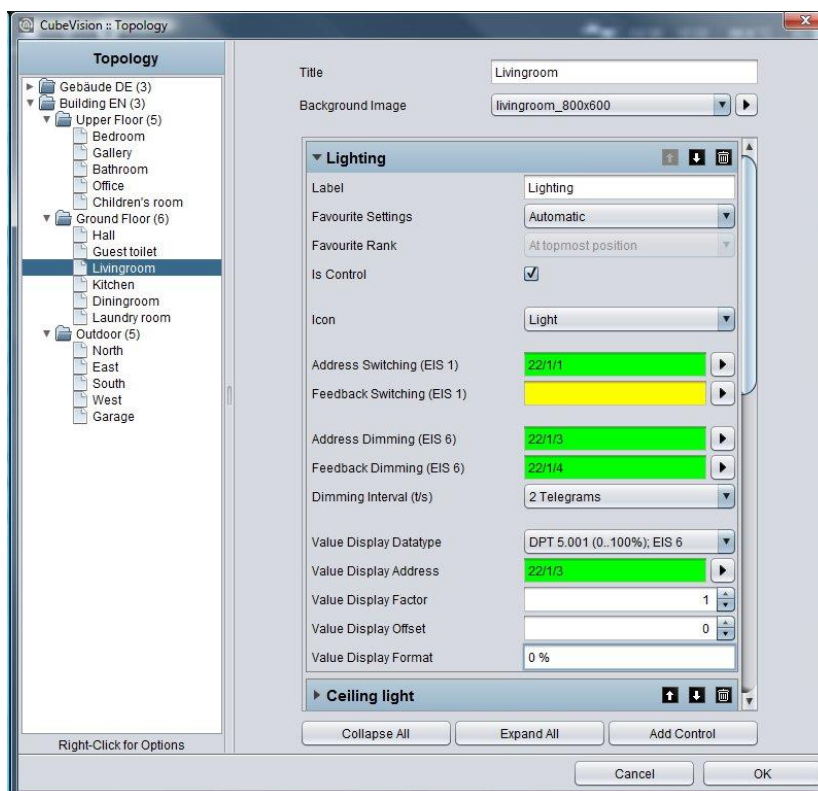 CubeVision :: Topology
Topology
Gebäude DE (3)
Building EN (3)
Upper Floor (5)
Bedroom
Gallery
Bathroom
Office
Children's room
Ground Floor (6)
Hall
Guest toilet
Livingroom
Kitchen
Diningroom
Laundry room
Outdoor (5)
North
East
South
West
Garage
Right-Click for Options
Title Livingroom
Background Image livingroom_800x600
Lighting
Label Lighting
Favourite Settings Automatic
Favourite Rank At topmost position
Is Control
Icon Light
Address Switching (EIS 1) 22/1/1
Feedback Switching (EIS 1)
Address Dimming (EIS 6) 22/1/3
Feedback Dimming (EIS 6) 22/1/4
Dimming Interval (t/s) 2 Telegrams
Value Display Datatype DPT 5.001 (0..100%); EIS 6
Value Display Address 22/1/3
Value Display Factor 1
Value Display Offset 0
Value Display Format 0 %
Ceiling light
Collapse All Expand All Add Control
Cancel OK